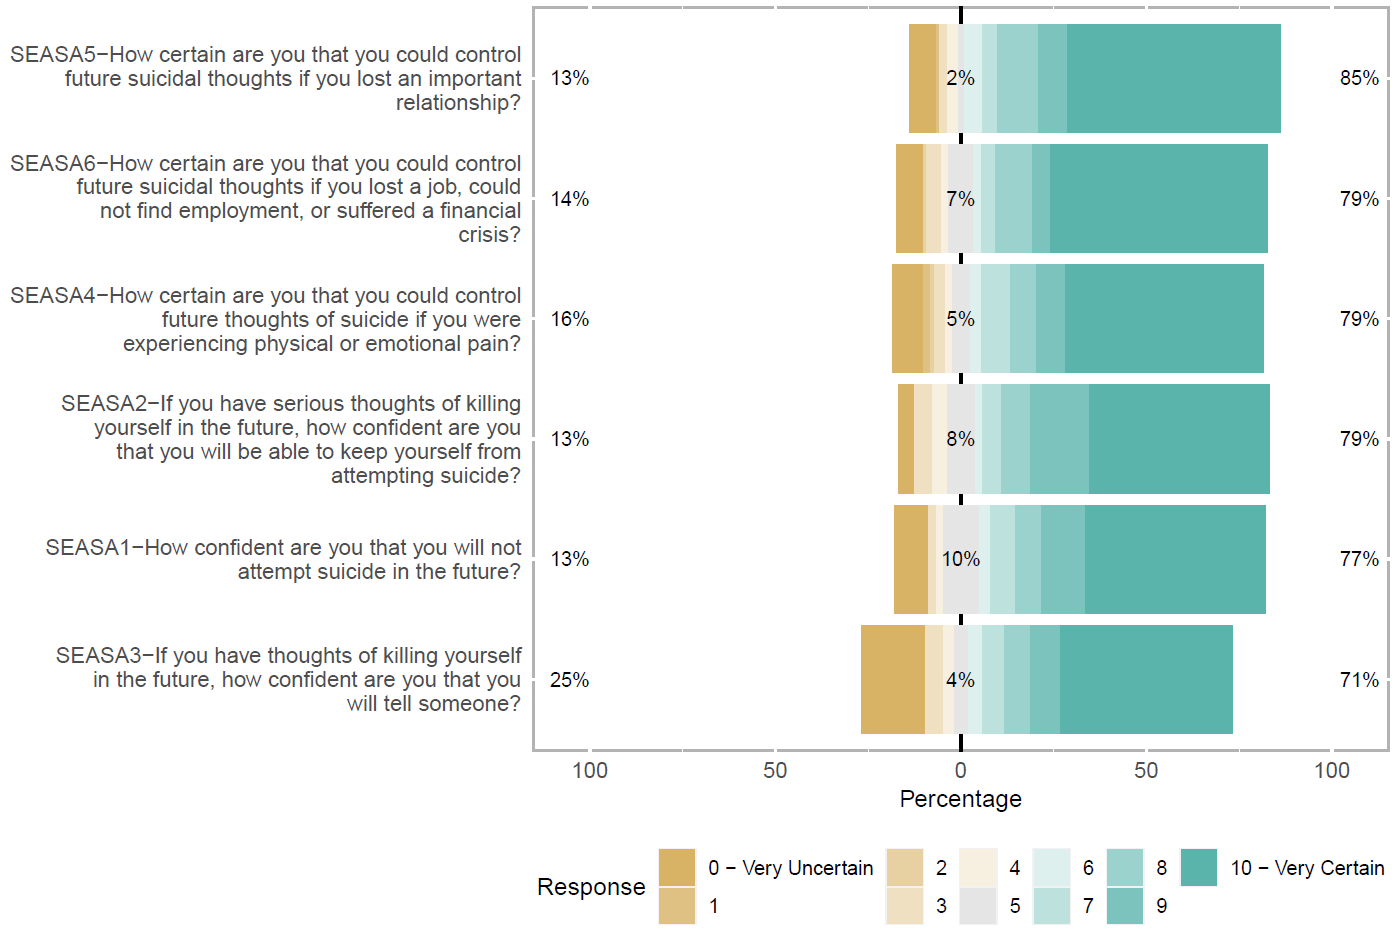 SEASA5−How certain are you that you could control
future suicidal thoughts if you lost an important
relationship?
13%
2%
85%
SEASA6−How certain are you that you could control
future suicidal thoughts if you lost a job, could
not find employment, or suffered a financial
crisis?
14%
7%
79%
SEASA4−How certain are you that you could control
future thoughts of suicide if you were
experiencing physical or emotional pain?
16%
5%
79%
SEASA2−If you have serious thoughts of killing
yourself in the future, how confident are you
that you will be able to keep yourself from
attempting suicide?
13%
8%
79%
SEASA1−How confident are you that you will not
attempt suicide in the future?
13%
10%
77%
SEASA3−If you have thoughts of killing yourself
in the future, how confident are you that you
will tell someone?
25%
4%
71%
100 50 0 50 100
Percentage
Response
0 − Very Uncertain 2 4 6 8 10 − Very Certain
1 3 5 7 9